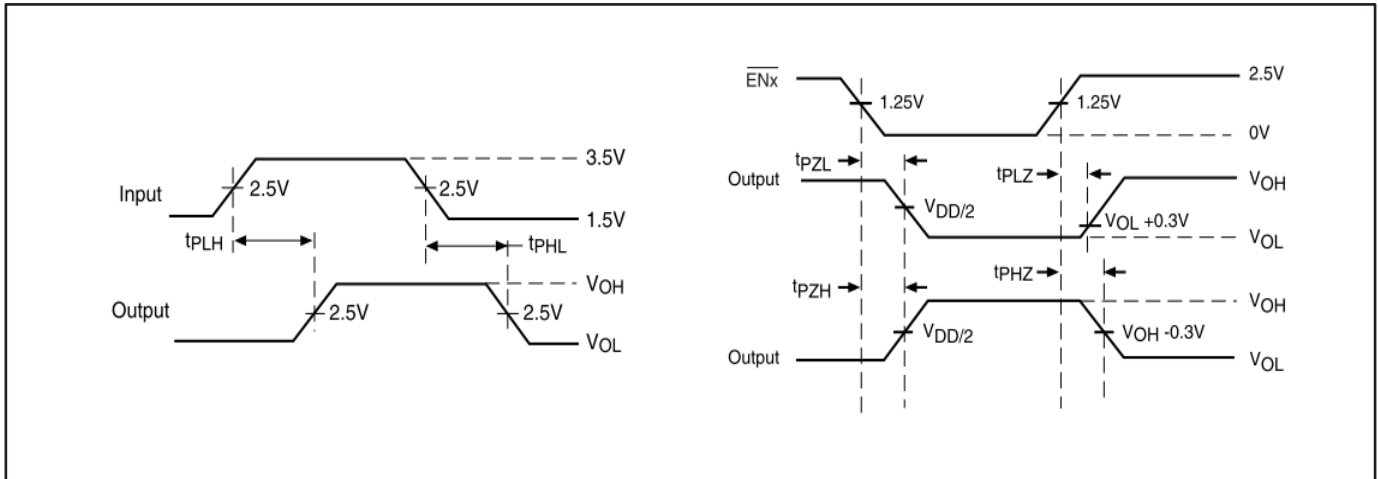 3.5V
Input
2.5V
2.5V
1.5V
tPLH
tPHL
VOH
Output
2.5V
2.5V
VOL
ENx
2.5V
1.25V
1.25V
0V
tPZL
tPLZ
Output
VOH
VDD/2
VOL +0.3V
VOL
tPZH
tPHZ
VOH
VDD/2
VOH -0.3V
Output
VOL